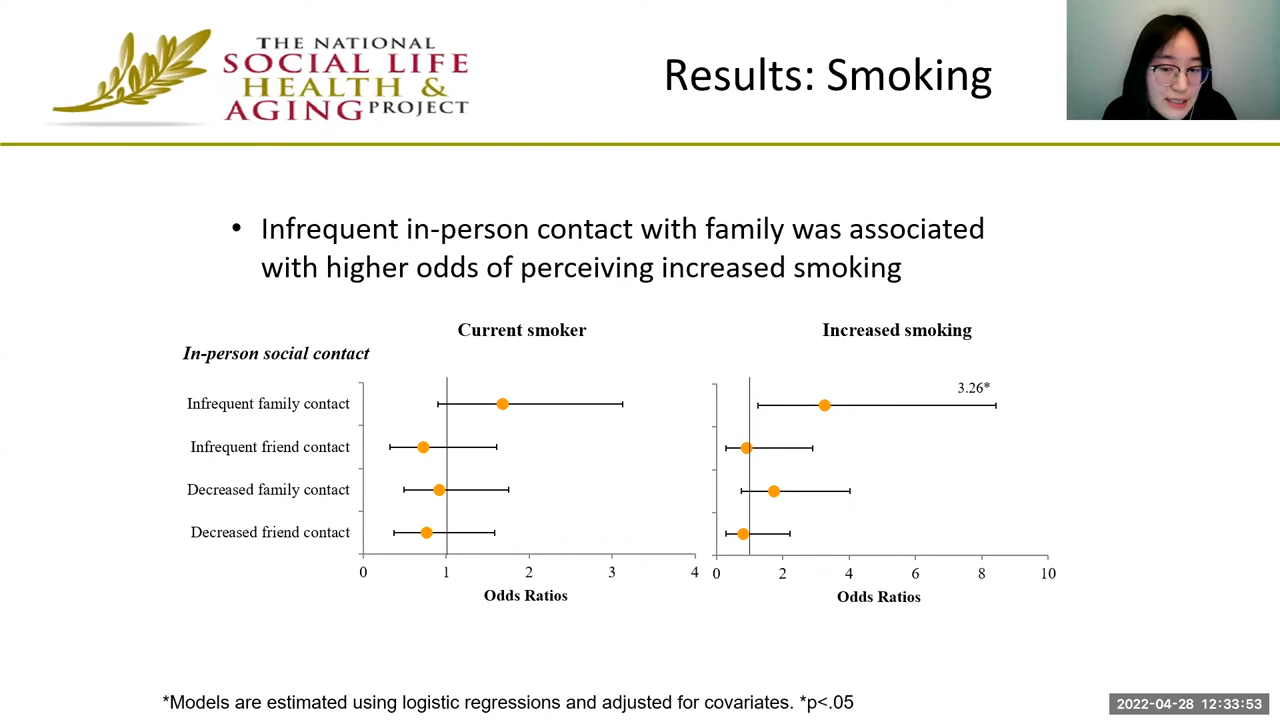 THE NATIONAL
SOCIAL LIFE
HEALTH &
AGING PROJECT
Results: Smoking
• Infrequent in-person contact with family was associated
with higher odds of perceiving increased smoking
Current smoker
Increased smoking
In-person social contact
3.26*
Infrequent family contact
Infrequent friend contact
Decreased family contact
Decreased friend contact
0 1 2 3 4
0 2 4 6 8 10
Odds Ratios
Odds Ratios
*Models are estimated using logistic regressions and adjusted for covariates. *p<.05
2022-04-28 12:33:53